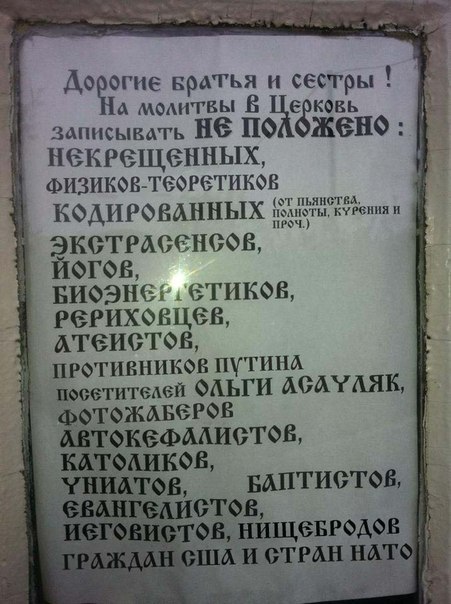 Дорогие братья и сестры !
На молитвы в Церковь
записывать НЕ ПОЛОЖЕНО :
НЕКРЕЩЕННЫХ,
ФИЗИКОВ-ТЕОРЕТИКОВ
КОДИРОВАННЫХ (ОТ ПЬЯНСТВА,
ПОЛНОТЫ, КУРЕНИЯ И
ПРОЧ.)
ЭКСТРАСЕНСОВ,
ЙОГОВ,
БИОЭНЕРГЕТИКОВ,
РЕРИХОВЦЕВ,
АТЕИСТОВ,
ПРОТИВНИКОВ ПУТИНА
посетителей ОЛЬГИ АСАУЛЯК,
ФОТОЖАБЕРОВ
АВТОКЕФАЛИСТОВ,
КАТОЛИКОВ,
УНИАТОВ, БАПТИСТОВ,
ЕВАНГЕЛИСТОВ,
ИЕГОВИСТОВ, НИЩЕБРОДОВ
ГРАЖДАН США И СТРАН НАТО